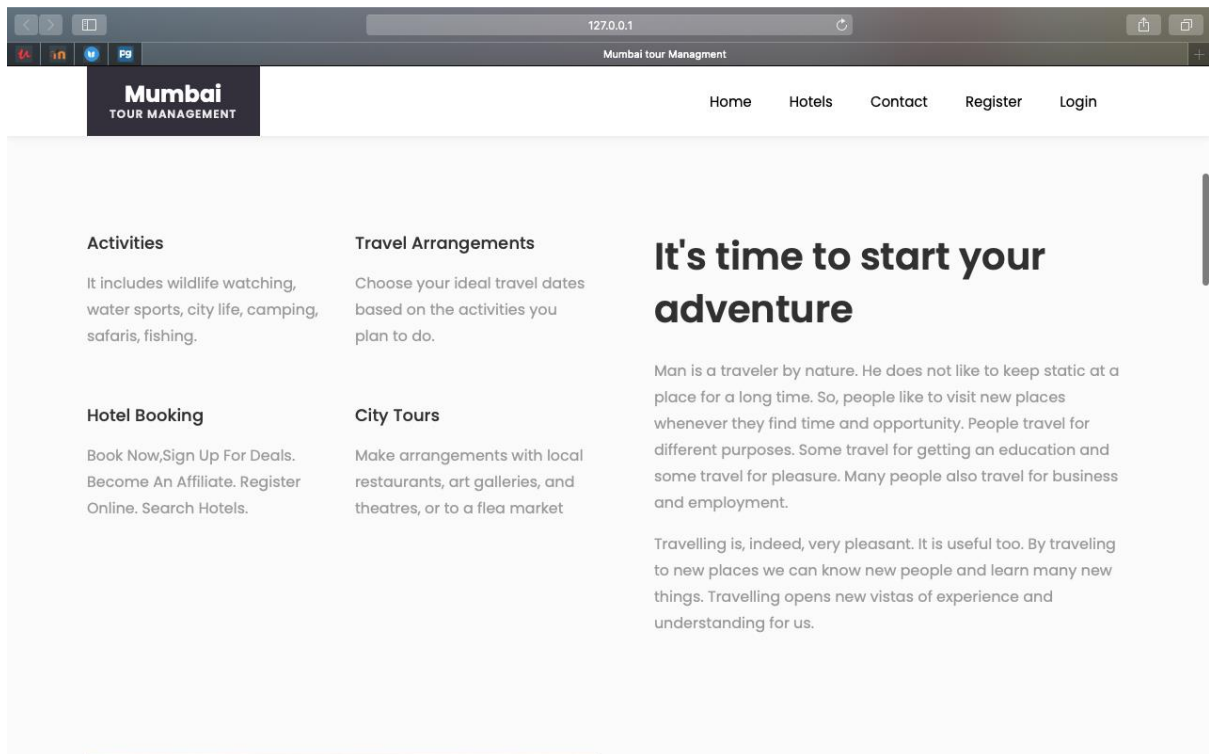 127.0.0.1
in
Pg
Mumbai tour Managment
Mumbai
TOUR MANAGEMENT
Home
Hotels
Contact
Register
Login
Activities
It includes wildlife watching,
water sports, city life, camping,
safaris, fishing.
Travel Arrangements
Choose your ideal travel dates
based on the activities you
plan to do.
Hotel Booking
Book Now,Sign Up For Deals.
Become An Affiliate. Register
Online. Search Hotels.
City Tours
Make arrangements with local
restaurants, art galleries, and
theatres, or to a flea market
It's time to start your
adventure
Man is a traveler by nature. He does not like to keep static at a
place for a long time. So, people like to visit new places
whenever they find time and opportunity. People travel for
different purposes. Some travel for getting an education and
some travel for pleasure. Many people also travel for business
and employment.
Travelling is, indeed, very pleasant. It is useful too. By traveling
to new places we can know new people and learn many new
things. Travelling opens new vistas of experience and
understanding for us.